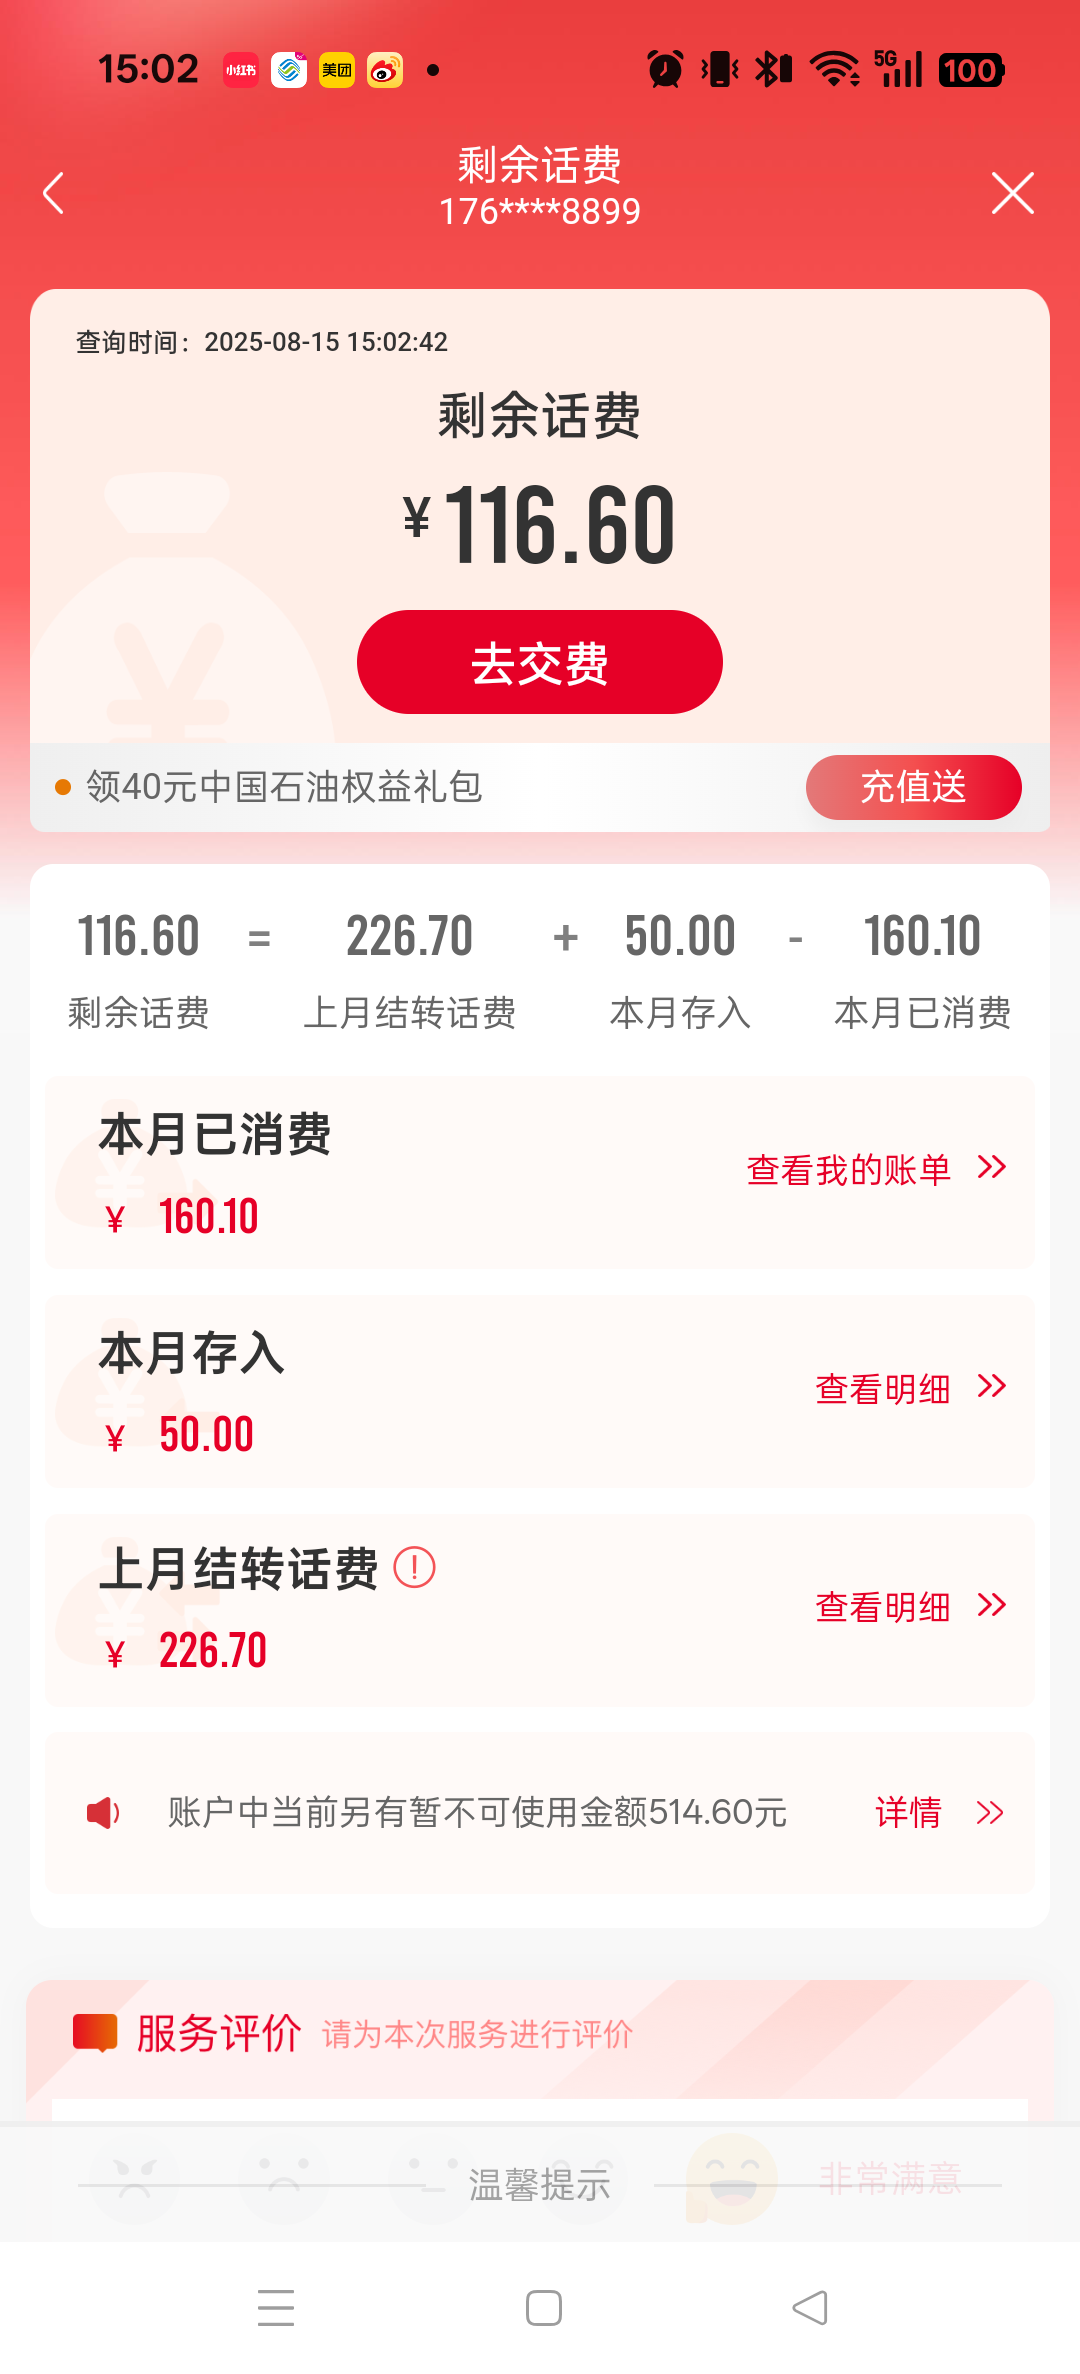 15:02 小红书 美团 5G 100
剩余话费
176****8899
查询时间：2025-08-15 15:02:42
剩余话费
¥ 116.60
去交费
领40元中国石油权益礼包 充值送
116.60 = 226.70 + 50.00 - 160.10
剩余话费 上月结转话费 本月存入 本月已消费
本月已消费
查看我的账单
¥ 160.10
本月存入
查看明细
¥ 50.00
上月结转话费
查看明细
¥ 226.70
账户中当前另有暂不可使用金额514.60元 详情
服务评价 请为本次服务进行评价
温馨提示 非常满意